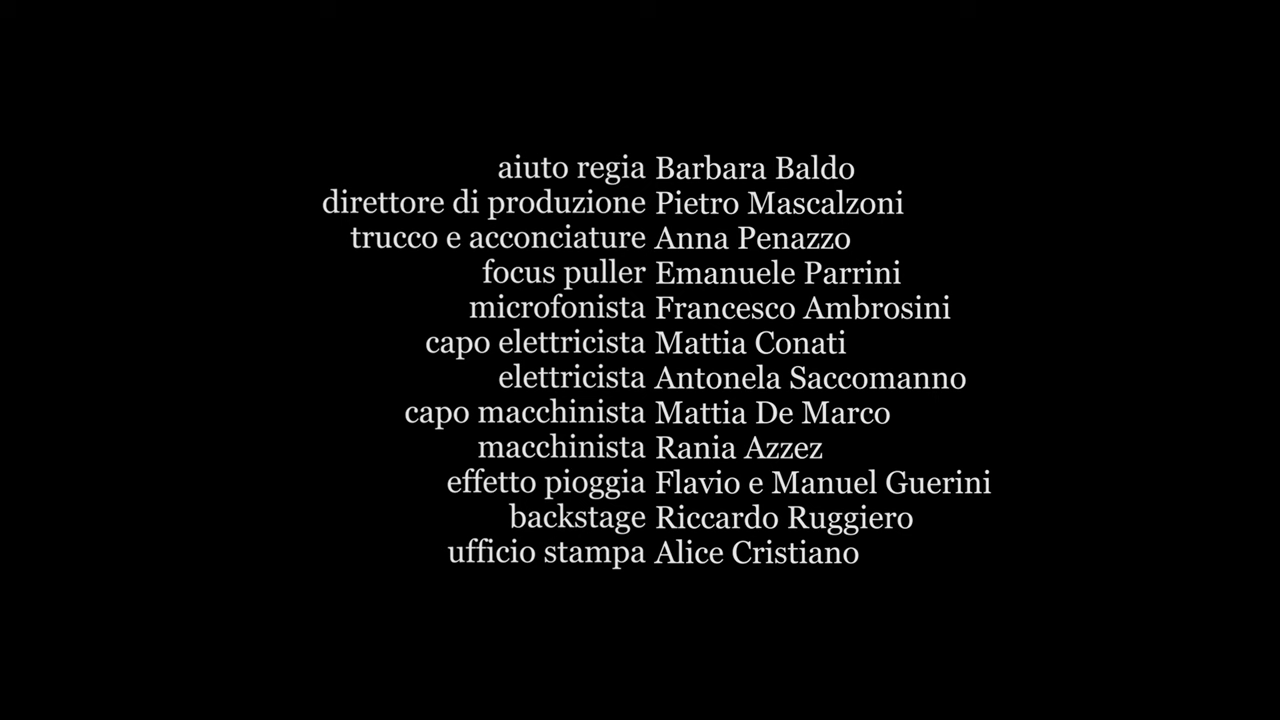 aiuto regia Barbara Baldo
direttore di produzione Pietro Mascalzoni
trucco e acconciature Anna Penazzo
focus puller Emanuele Parrini
microfonista Francesco Ambrosini
capo elettricista Mattia Conati
elettricista Antonela Saccomanno
capo macchinista Mattia De Marco
macchinista Rania Azzez
effetto pioggia Flavio e Manuel Guerini
backstage Riccardo Ruggiero
ufficio stampa Alice Cristiano